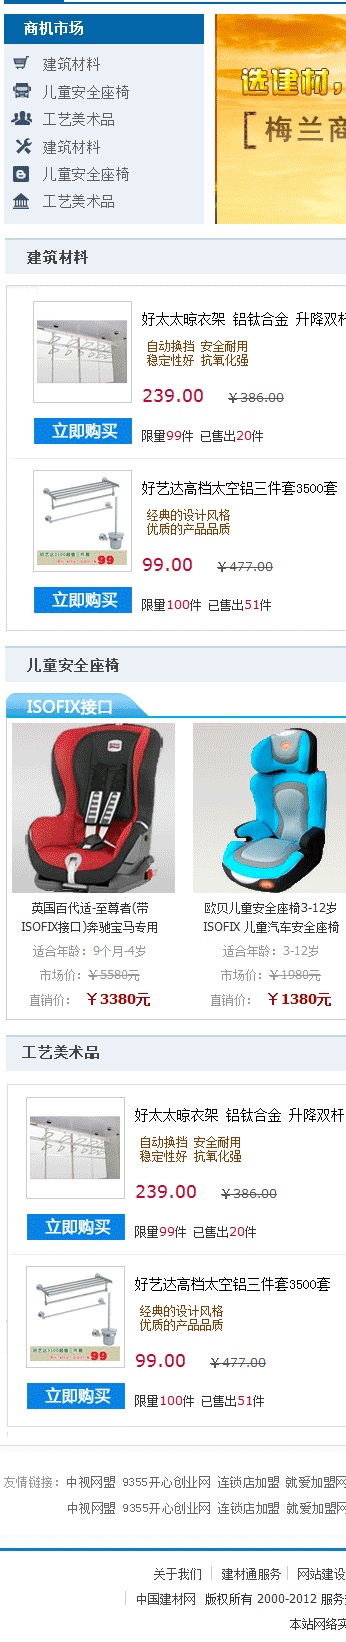 商机市场
建筑材料
儿童安全座椅
工艺美术品
建筑材料
儿童安全座椅
工艺美术品
选建材,
梅兰商
建筑材料
好太太晾衣架 铝钛合金 升降双杆
自动换挡 安全耐用
稳定性好 抗氧化强
239.00 ￥386.00
立即购买
限量99件 已售出20件
好艺达高档太空铝三件套3500套
经典的设计风格
优质的产品品质
99
99.00 ￥477.00
立即购买
限量100件 已售出51件
儿童安全座椅
ISOFIX接口
英国百代适-至尊者(带
ISOFIX接口)奔驰宝马专用
适合年龄：9个月-4岁
市场价：￥5580元
直销价： ￥3380元
欧贝儿童安全座椅3-12岁
ISOFIX 儿童汽车安全座椅
适合年龄：3-12岁
市场价：￥1980元
直销价： ￥1380元
工艺美术品
好太太晾衣架 铝钛合金 升降双杆
自动换挡 安全耐用
稳定性好 抗氧化强
239.00 ￥386.00
立即购买
限量99件 已售出20件
好艺达高档太空铝三件套3500套
经典的设计风格
优质的产品品质
99
99.00 ￥477.00
立即购买
限量100件 已售出51件
友情链接：中视网盟 9355开心创业网 连锁店加盟 就爱加盟网
中视网盟 9355开心创业网 连锁店加盟 就爱加盟网
关于我们 建材通服务 网站建设
中国建材网 版权所有 2000-2012 服务
本站网络实